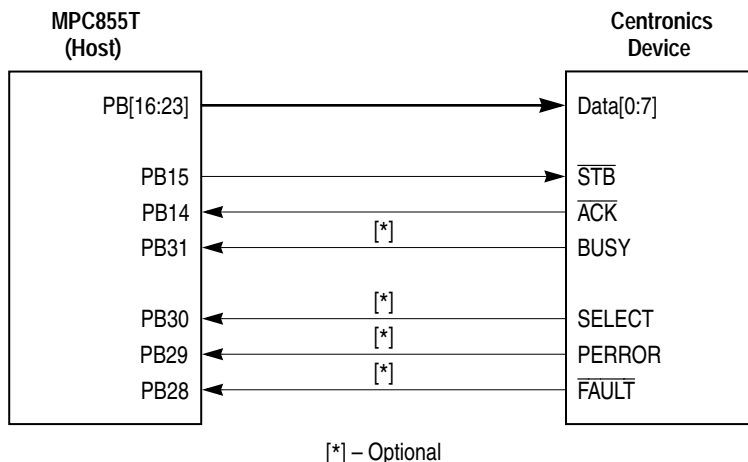 MPC855T
(Host)
Centronics
Device
PB[16:23]
Data[0:7]
PB15
STB
PB14
ACK
[*]
PB31
BUSY
[*]
PB30
SELECT
[*]
PB29
PERROR
[*]
PB28
FAULT
[*] – Optional